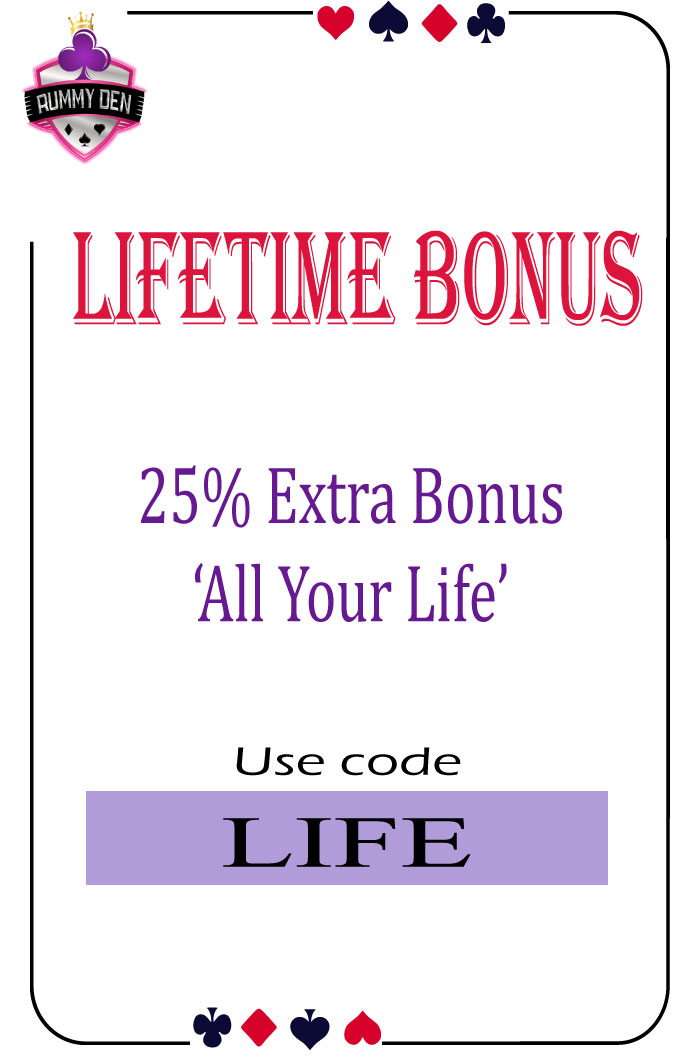 RUMMY DEN
LIFETIME BONUS
25% Extra Bonus
‘All Your Life’
Use code
LIFE